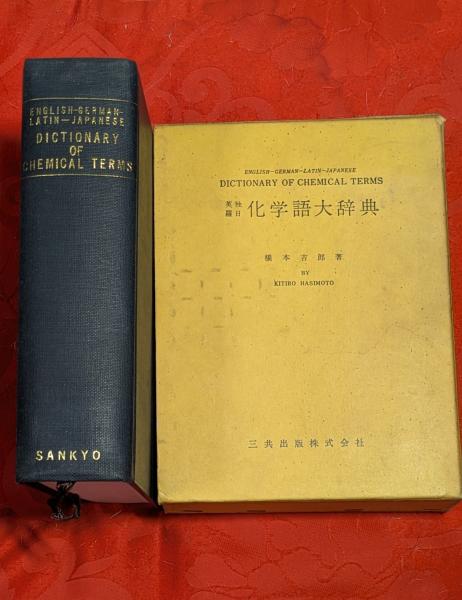 ENGLISH-GERMAN-
LATIN-JAPANESE
DICTIONARY
OF
CHEMICAL TERMS
SANKYO
ENGLISH-GERMAN-LATIN-JAPANESE
DICTIONARY OF CHEMICAL TERMS
英独
羅日 化学語大辞典
橋本吉郎著
BY
KITIRO HASIMOTO
三共出版株式会社